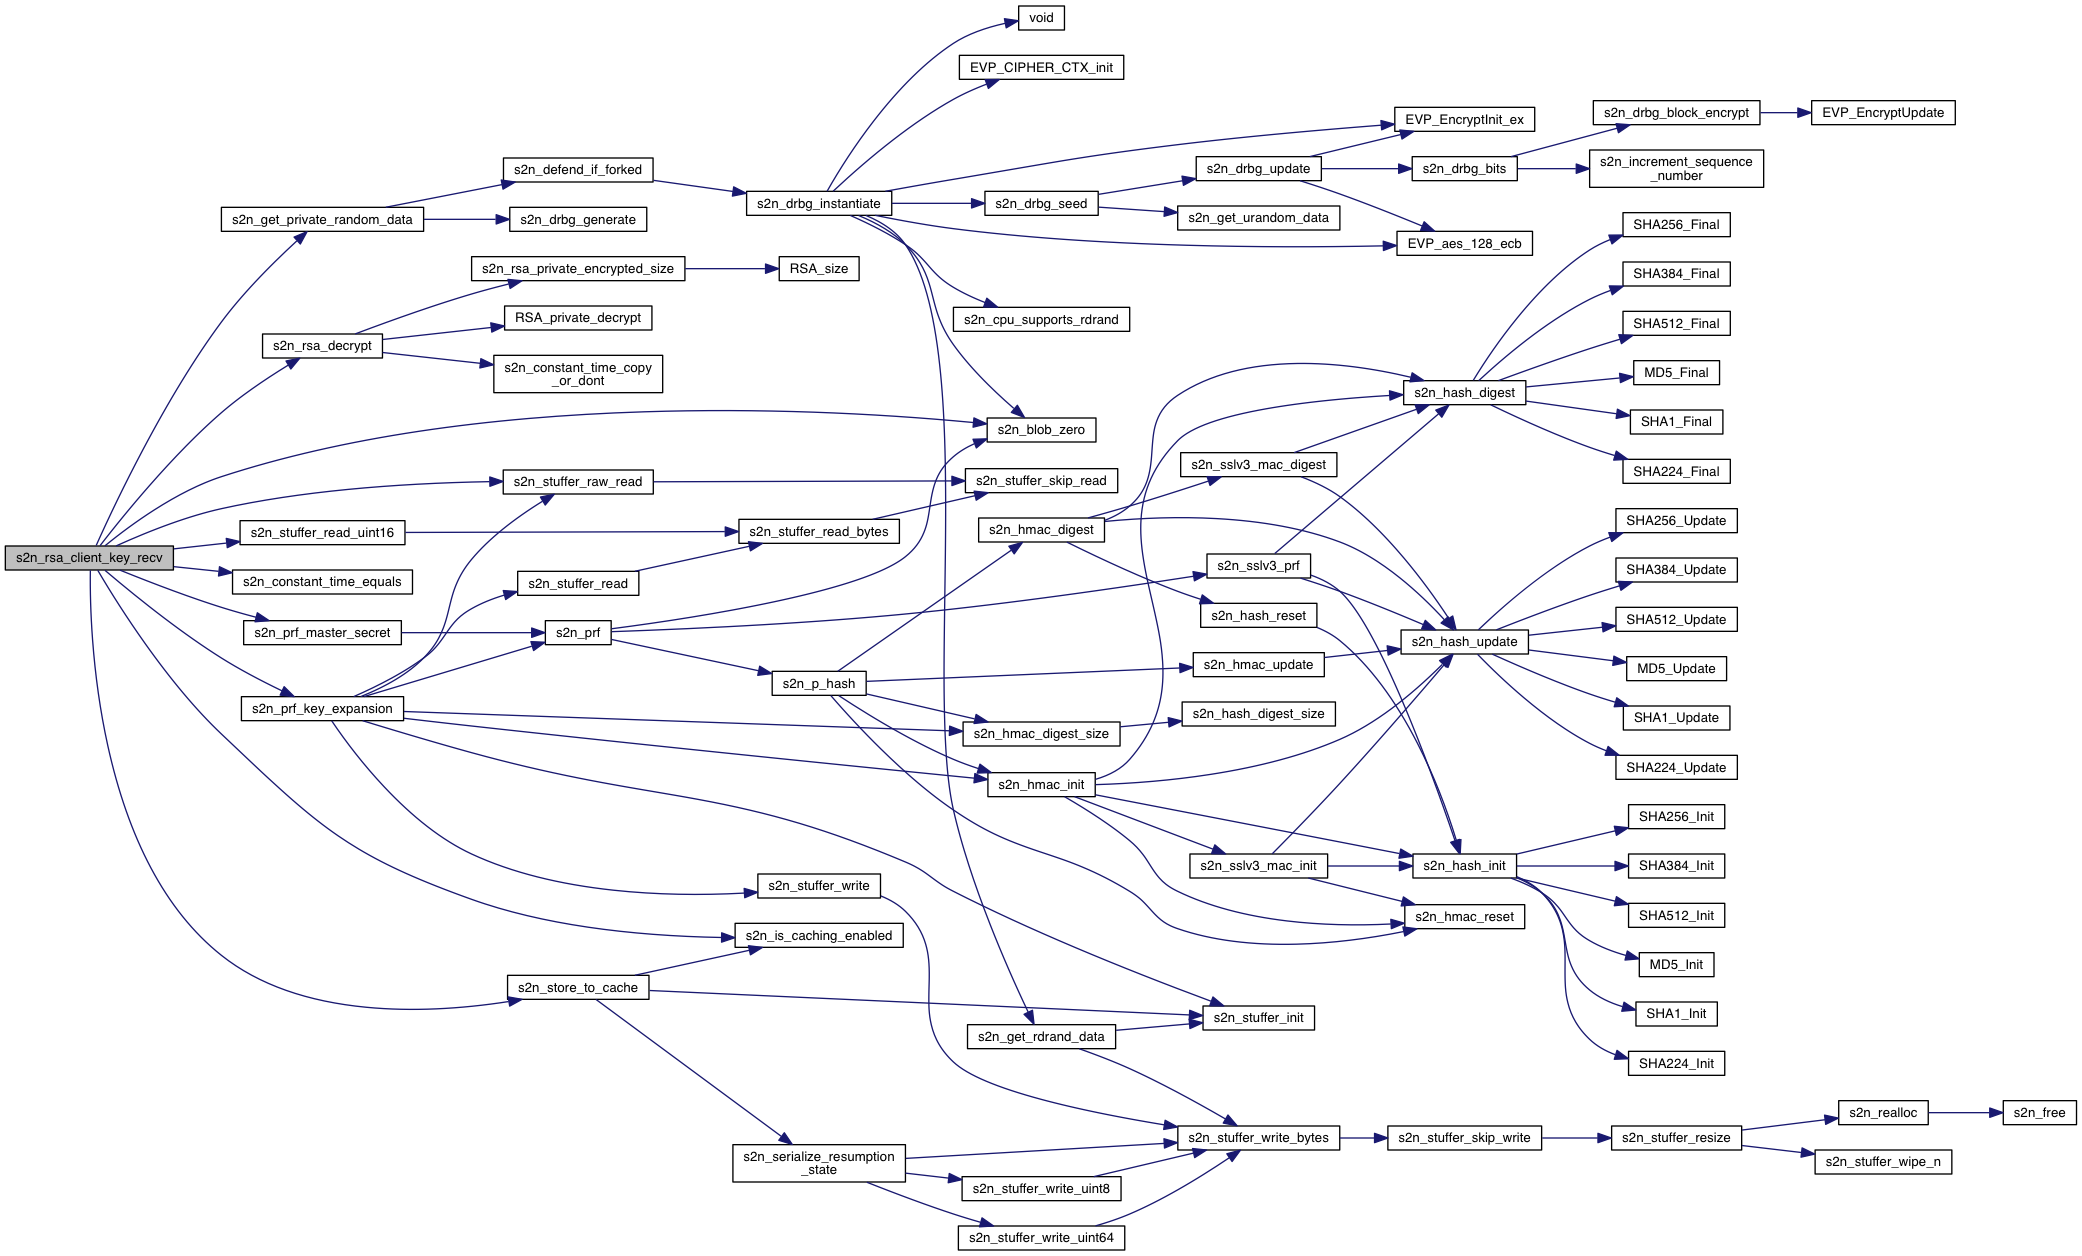 void
EVP_CIPHER_CTX_init
EVP_EncryptInit_ex
s2n_drbg_block_encrypt
EVP_EncryptUpdate
s2n_defend_if_forked
s2n_drbg_update
s2n_drbg_bits
s2n_increment_sequence
_number
s2n_drbg_instantiate
s2n_drbg_seed
s2n_get_private_random_data
s2n_drbg_generate
s2n_get_urandom_data
SHA256_Final
EVP_aes_128_ecb
s2n_rsa_private_encrypted_size
RSA_size
SHA384_Final
RSA_private_decrypt
s2n_cpu_supports_rdrand
SHA512_Final
s2n_rsa_decrypt
s2n_constant_time_copy
_or_dont
MD5_Final
s2n_hash_digest
SHA1_Final
s2n_blob_zero
s2n_sslv3_mac_digest
SHA224_Final
s2n_stuffer_raw_read
s2n_stuffer_skip_read
s2n_stuffer_read_uint16
s2n_stuffer_read_bytes
s2n_hmac_digest
SHA256_Update
s2n_rsa_client_key_recv
s2n_sslv3_prf
SHA384_Update
s2n_constant_time_equals
s2n_stuffer_read
s2n_hash_reset
SHA512_Update
s2n_prf_master_secret
s2n_prf
s2n_hash_update
s2n_hmac_update
MD5_Update
s2n_p_hash
s2n_prf_key_expansion
s2n_hash_digest_size
SHA1_Update
s2n_hmac_digest_size
SHA224_Update
s2n_hmac_init
SHA256_Init
s2n_sslv3_mac_init
s2n_hash_init
SHA384_Init
s2n_stuffer_write
s2n_hmac_reset
SHA512_Init
s2n_is_caching_enabled
MD5_Init
s2n_store_to_cache
s2n_stuffer_init
SHA1_Init
s2n_get_rdrand_data
SHA224_Init
s2n_realloc
s2n_free
s2n_stuffer_write_bytes
s2n_stuffer_skip_write
s2n_stuffer_resize
s2n_serialize_resumption
_state
s2n_stuffer_wipe_n
s2n_stuffer_write_uint8
s2n_stuffer_write_uint64